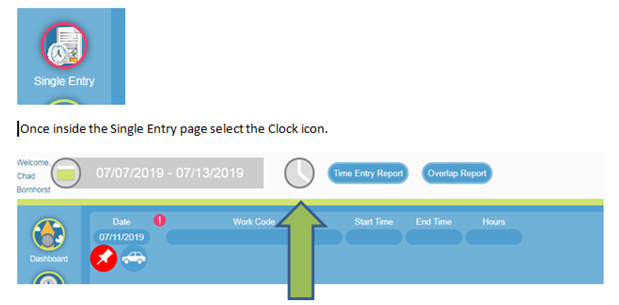 Single Entry
Once inside the Single Entry page select the Clock icon.
Welcome,
Chad
Bornhorst
07/07/2019 - 07/13/2019
Time Entry Report
Overlap Report
Date ! Work Code Start Time End Time Hours
07/11/2019
Dashboard